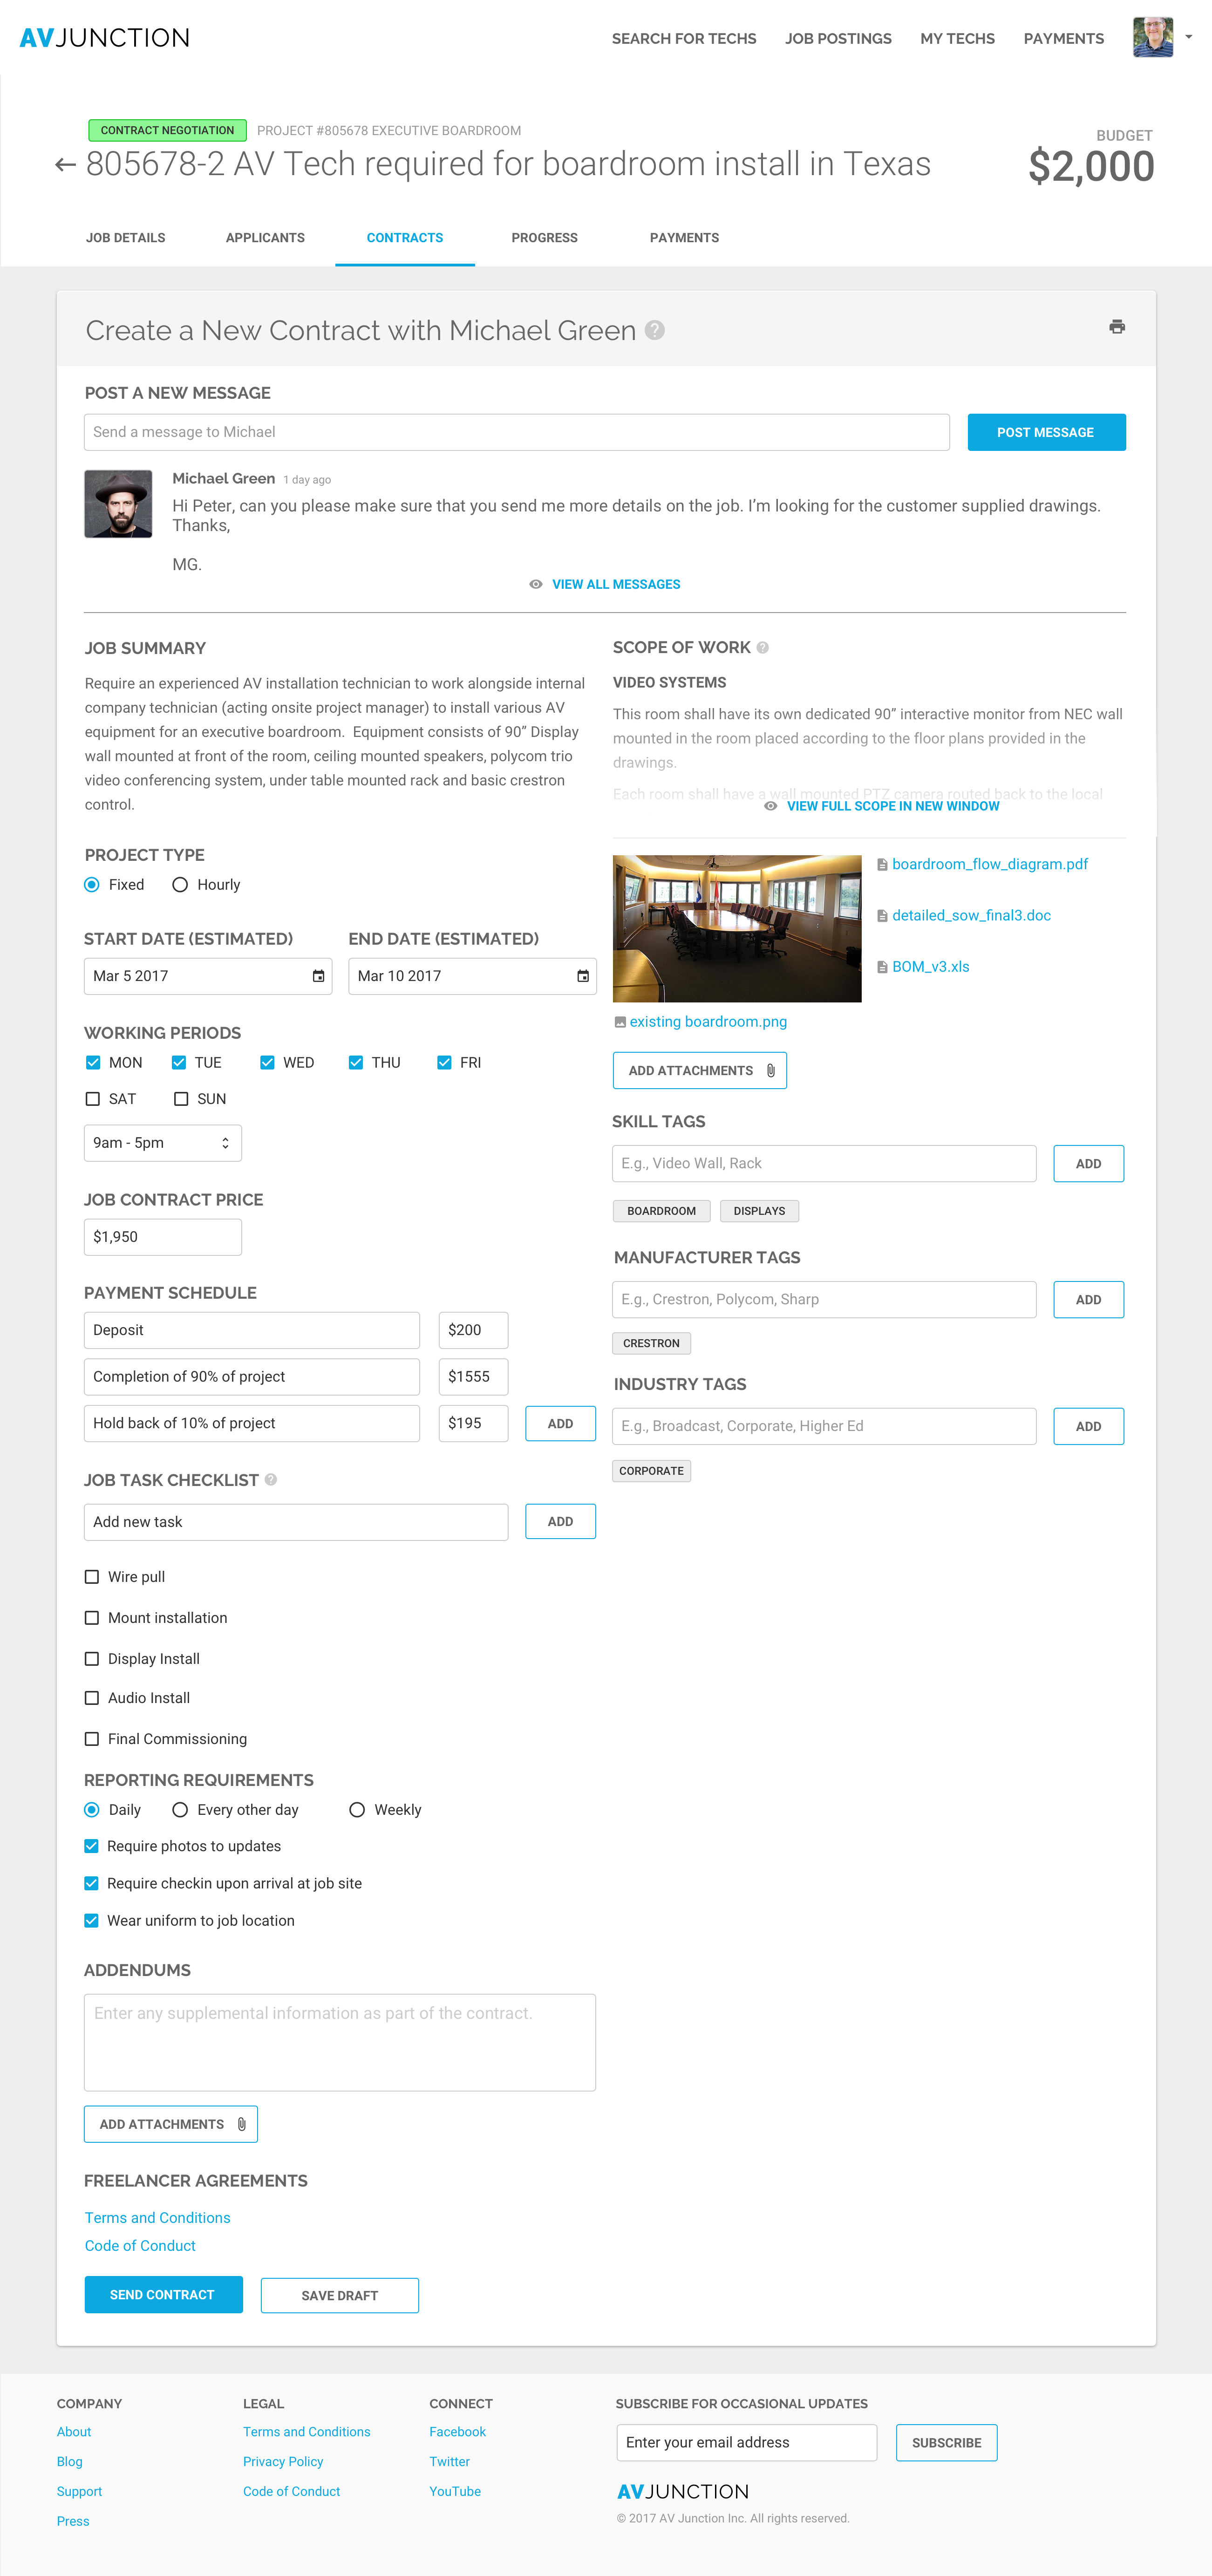 AVJUNCTION
SEARCH FOR TECHS
JOB POSTINGS
MY TECHS
PAYMENTS
CONTRACT NEGOTIATION
PROJECT #805678 EXECUTIVE BOARDROOM
805678-2 AV Tech required for boardroom install in Texas
BUDGET
$2,000
JOB DETAILS
APPLICANTS
CONTRACTS
PROGRESS
PAYMENTS
Create a New Contract with Michael Green ?
POST A NEW MESSAGE
Send a message to Michael
POST MESSAGE
Michael Green 1 day ago
Hi Peter, can you please make sure that you send me more details on the job. I’m looking for the customer supplied drawings.
Thanks,
MG.
VIEW ALL MESSAGES
JOB SUMMARY
Require an experienced AV installation technician to work alongside internal
company technician (acting onsite project manager) to install various AV
equipment for an executive boardroom. Equipment consists of 90” Display
wall mounted at front of the room, ceiling mounted speakers, polycom trio
video conferencing system, under table mounted rack and basic crestron
control.
PROJECT TYPE
Fixed
Hourly
START DATE (ESTIMATED)
END DATE (ESTIMATED)
Mar 5 2017
Mar 10 2017
WORKING PERIODS
MON
TUE
WED
THU
FRI
SAT
SUN
9am - 5pm
JOB CONTRACT PRICE
$1,950
PAYMENT SCHEDULE
Deposit
$200
Completion of 90% of project
$1555
Hold back of 10% of project
$195
ADD
JOB TASK CHECKLIST ?
Add new task
ADD
Wire pull
Mount installation
Display Install
Audio Install
Final Commissioning
REPORTING REQUIREMENTS
Daily
Every other day
Weekly
Require photos to updates
Require checkin upon arrival at job site
Wear uniform to job location
ADDENDUMS
Enter any supplemental information as part of the contract.
ADD ATTACHMENTS
FREELANCER AGREEMENTS
Terms and Conditions
Code of Conduct
SEND CONTRACT
SAVE DRAFT
SCOPE OF WORK ?
VIDEO SYSTEMS
This room shall have its own dedicated 90” interactive monitor from NEC wall
mounted in the room placed according to the floor plans provided in the
drawings.
Each room shall have a wall mounted PTZ camera routed back to the local
VIEW FULL SCOPE IN NEW WINDOW
boardroom_flow_diagram.pdf
detailed_sow_final3.doc
BOM_v3.xls
existing boardroom.png
ADD ATTACHMENTS
SKILL TAGS
E.g., Video Wall, Rack
ADD
BOARDROOM
DISPLAYS
MANUFACTURER TAGS
E.g., Crestron, Polycom, Sharp
ADD
CRESTRON
INDUSTRY TAGS
E.g., Broadcast, Corporate, Higher Ed
ADD
CORPORATE
COMPANY
About
Blog
Support
Press
LEGAL
Terms and Conditions
Privacy Policy
Code of Conduct
CONNECT
Facebook
Twitter
YouTube
SUBSCRIBE FOR OCCASIONAL UPDATES
Enter your email address
SUBSCRIBE
AVJUNCTION
© 2017 AV Junction Inc. All rights reserved.